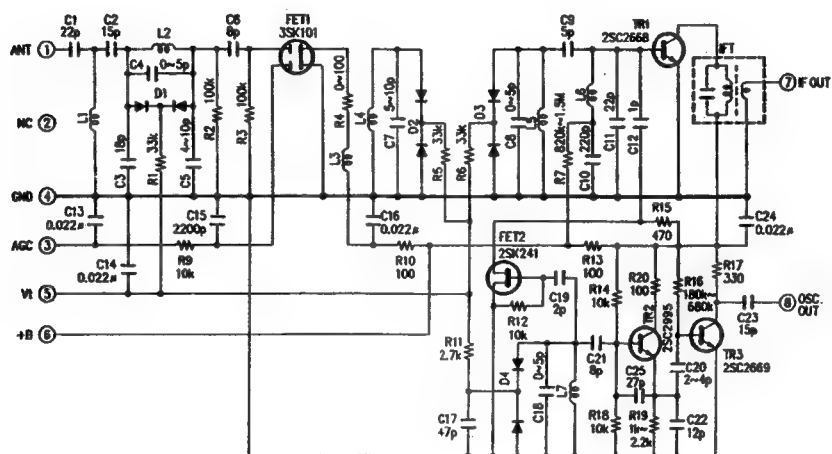 C1
22p
C2
15p
L2
C6
8p
FET1
3SK101
C9
5p
TR1
2SC2668
IFT
ANT 1
C4
0~5p
D1
100k
R2
100k
R3
0~100
R4
L4
5~10p
C7
D2
D3
0~5p
C8
L5
L6
22p
C11
1p
C12
7 IF OUT
NC 2
L1
18p
C3
33k
R1
4~10p
C5
L3
33k
R5
33k
R6
820k~1.5M
R7
220p
C10
GND 4
C13
0.022μ
C15
2200p
C16
0.022μ
R15
470
C24
0.022μ
AGC 3
R9
10k
C14
0.022μ
R10
100
FET2
2SK241
R13
100
R17
330
Vt 5
C19
2p
R14
10k
R20
100
R16
180k~
680k
8 OSC.
OUT
+B 6
R12
10k
TR2
2SC2995
C23
15p
R11
2.7k
C21
8p
TR3
2SC2669
D4
0~5p
C18
L7
C25
27p
C20
2~4p
C17
47p
R18
10k
R19
1k~
2.2k
C22
12p